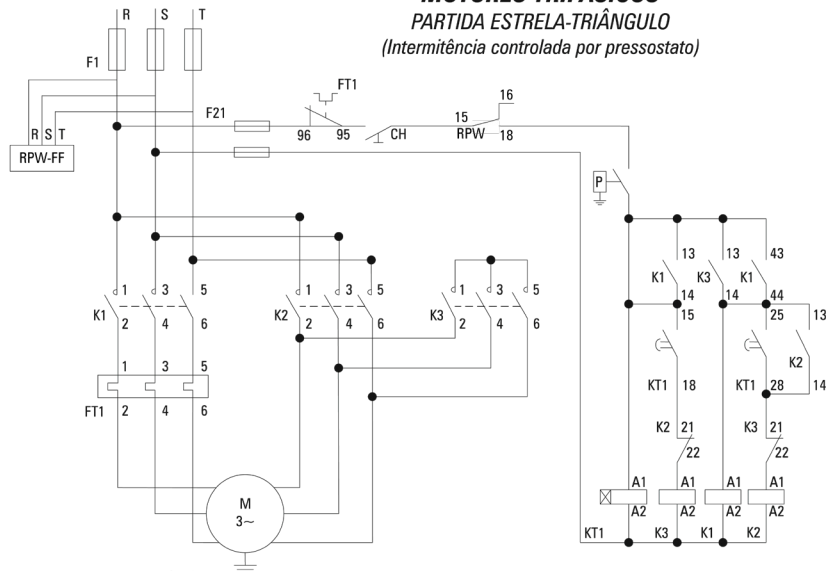 MOTORES TRIFÁSICOS
PARTIDA ESTRELA-TRIÂNGULO
(Intermitência controlada por pressostato)
R S T
F1
FT1
F21
16
15
96 95 CH RPW 18
R S T
RPW-FF
P
13 13 43
K1 K3 K1
14 14 44
1 3 5 1 3 5 1 3 5
K1 K2 K3
2 4 6 2 4 6 2 4 6
15 25 13
K2
KT1 18 KT1 28 14
1 3 5
FT1 2 4 6
K2 21 K3 21
22 22
A1 A1 A1 A1
A2 A2 A2 A2
M
3~
KT1 K3 K1 K2